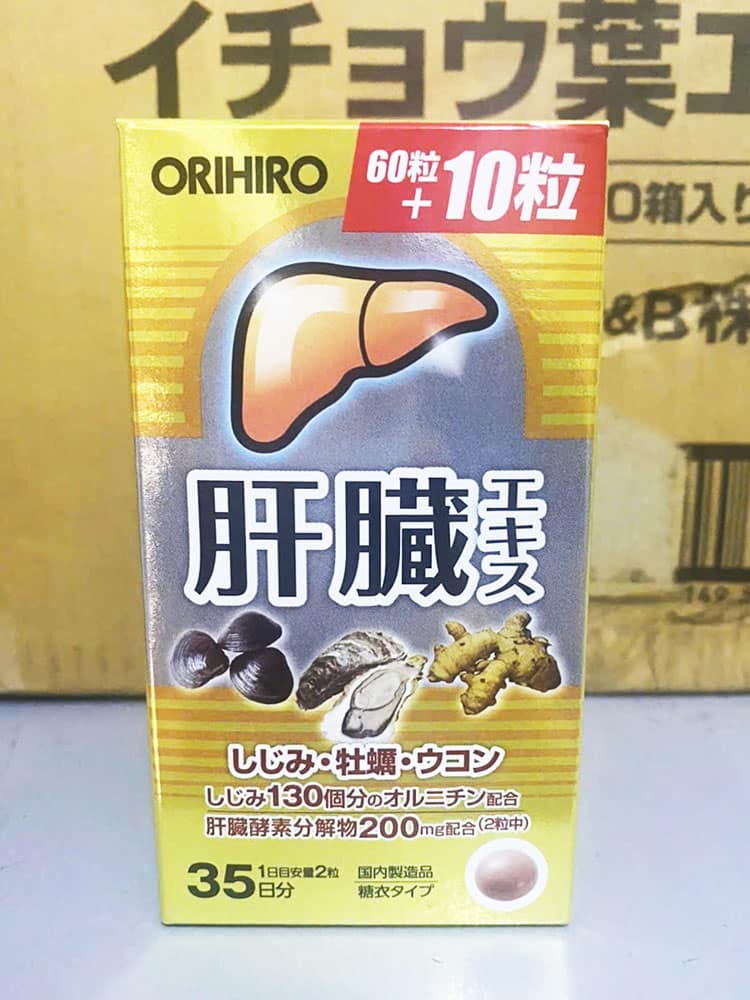 イチョウ葉エ
0箱入り
&B 株
149
ORIHIRO
60粒
+10粒
肝臓エキス
しじみ・牡蠣・ウコン
しじみ130個分のオルニチン配合
肝臓酵素分解物200mg配合(2粒中)
35日分
1日目安量2粒
国内製造品
糖衣タイプ